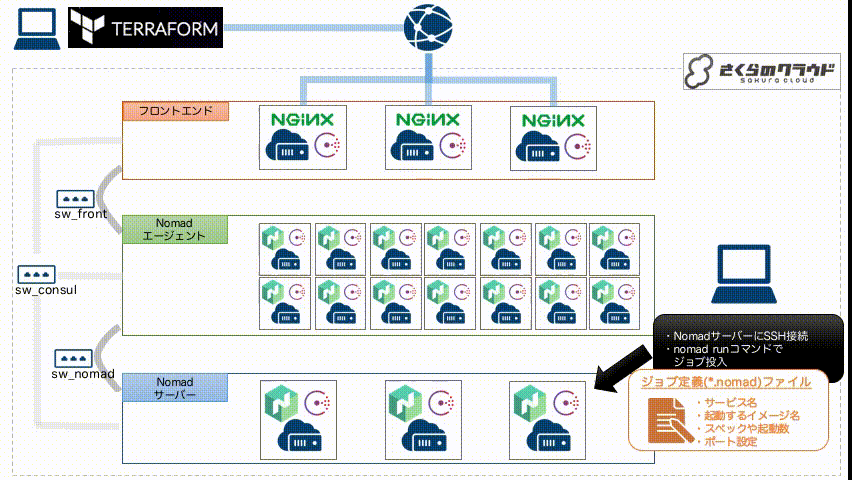 TERRAFORM
さくらのクラウド
sakura cloud
フロントエンド
NGINX
NGINX
NGINX
sw_front
Nomad
エージェント
sw_consul
sw_nomad
・NomadサーバーにSSH接続
・nomad runコマンドで
ジョブ投入
Nomad
サーバー
ジョブ定義(*.nomad)ファイル
・サービス名
・起動するイメージ名
・スペックや起動数
・ポート設定